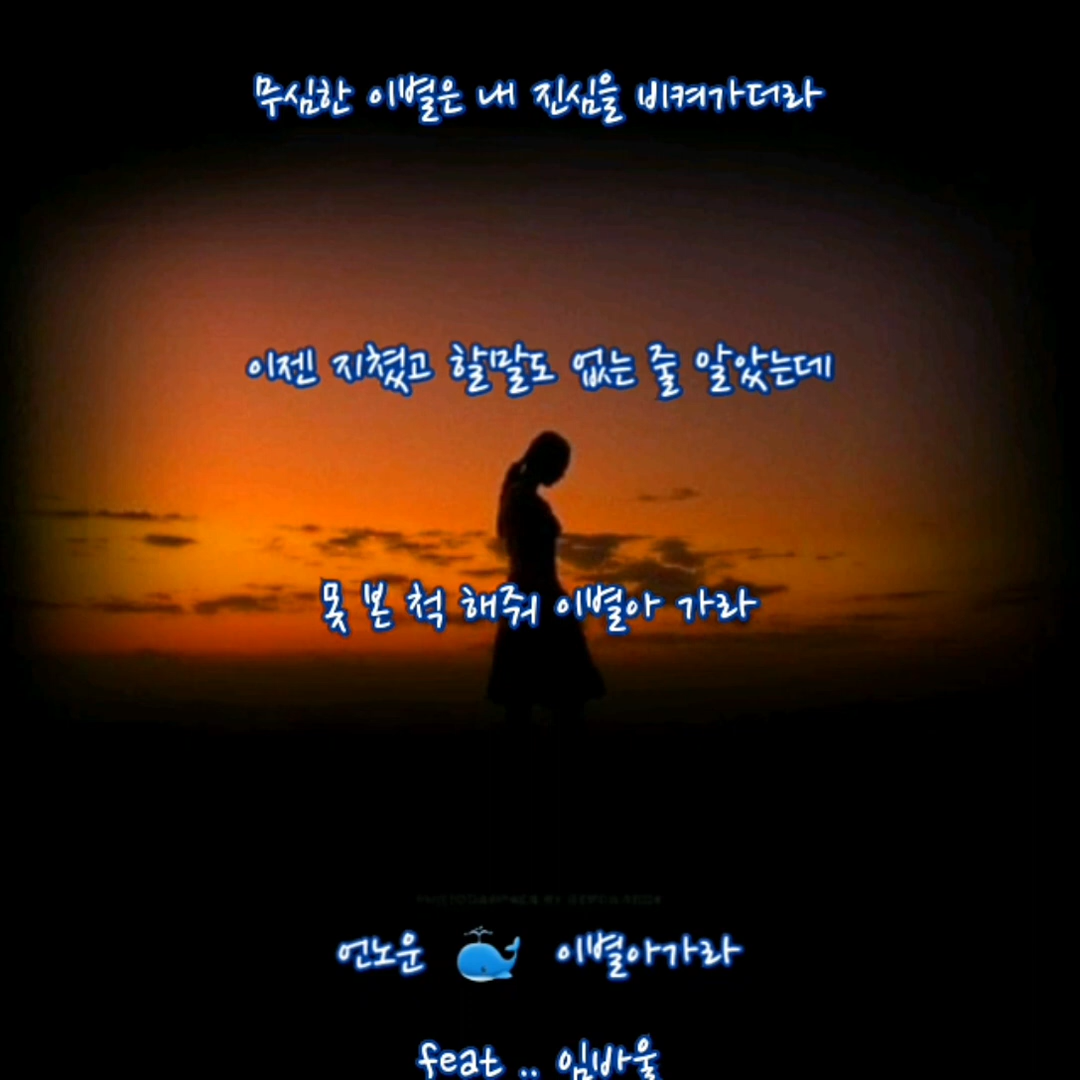 무심한 이별은 내 진심을 비켜가더라
이젠 지쳤고 할말도 없는 줄 알았는데
못 본 척 해줘 이별아 가라
언노운 🐳 이별아가라
feat .. 임바울